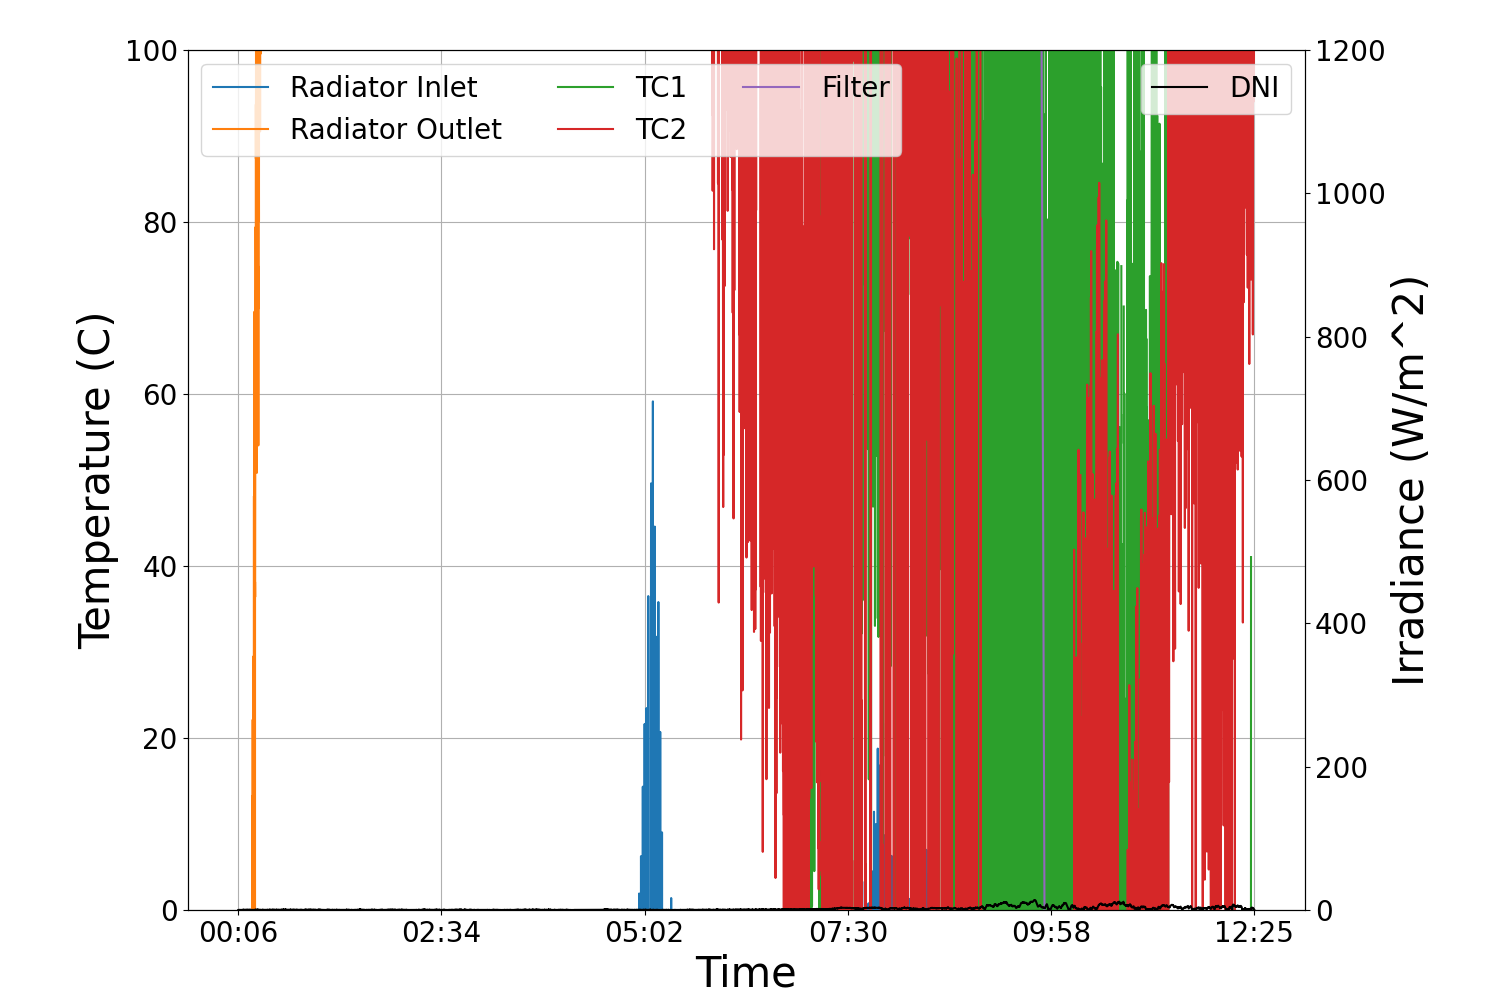 Radiator Inlet
Radiator Outlet
TC1
TC2
Filter
DNI
100
80
60
40
20
0
Temperature (C)
1200
1000
800
600
400
200
0
Irradiance (W/m^2)
00:06 02:34 05:02 07:30 09:58 12:25
Time